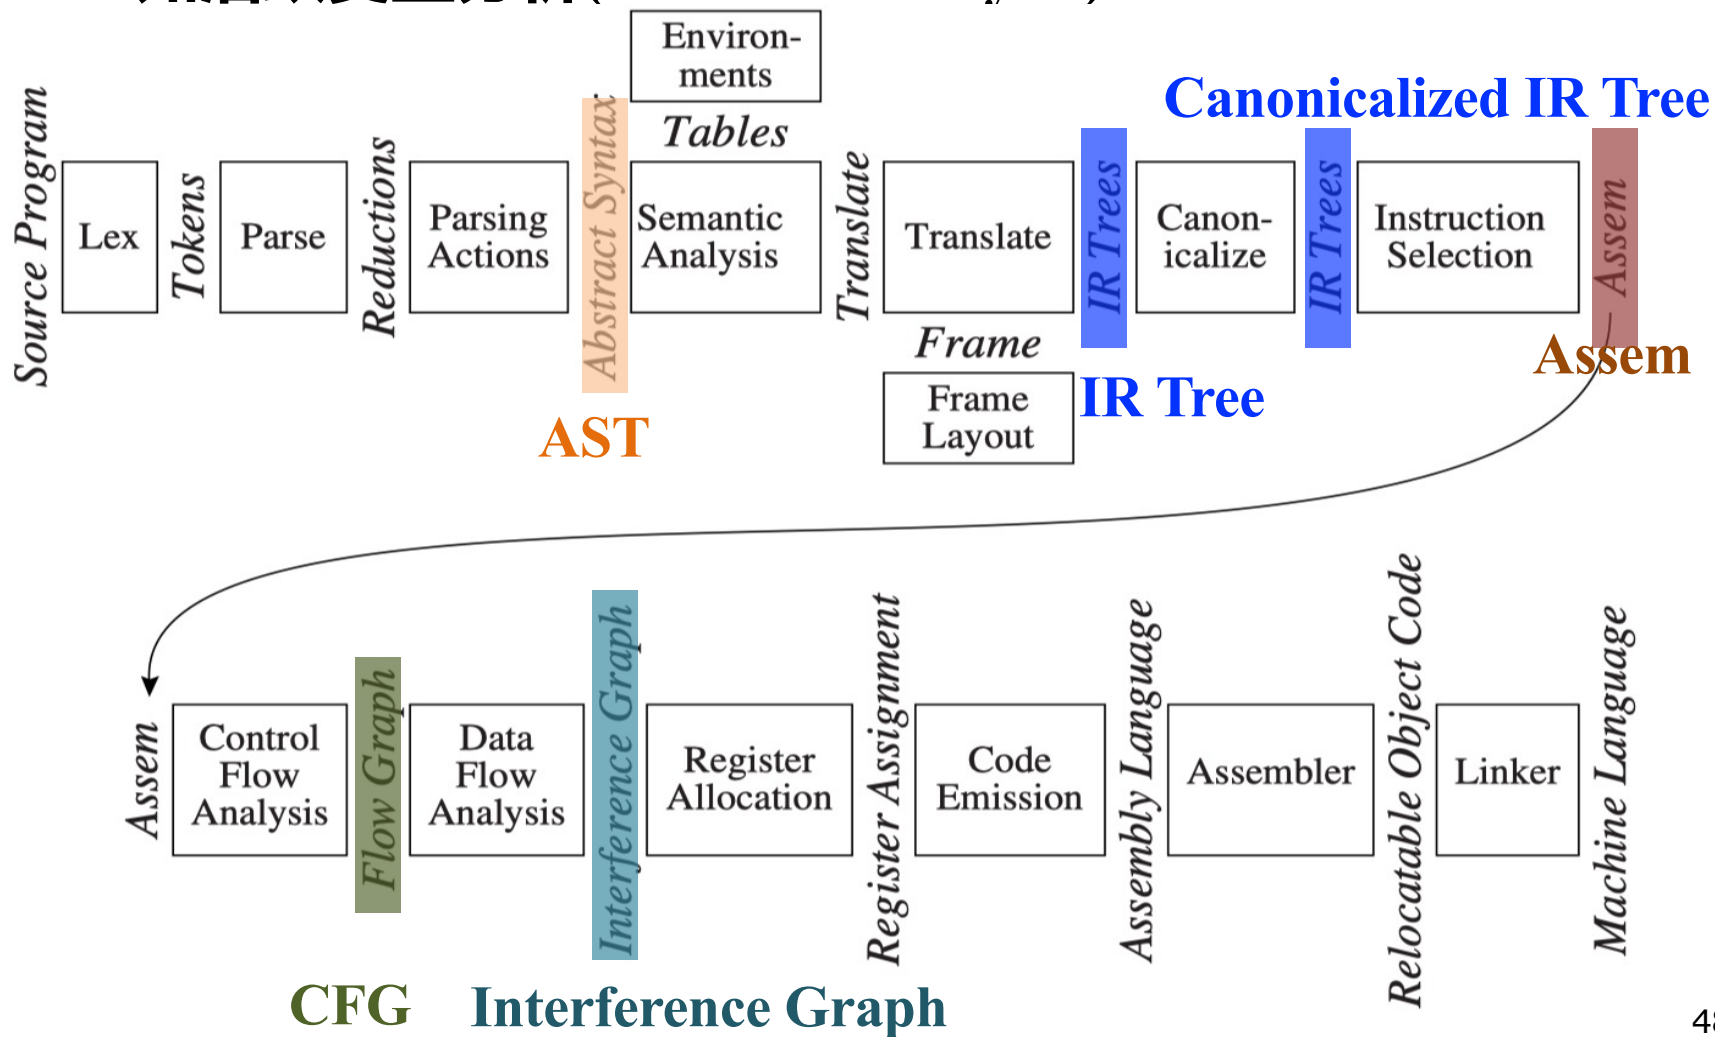 Environ-
ments
Canonicalized IR Tree
Tables
Source Program
Lex
Tokens
Parse
Reductions
Parsing
Actions
Abstract Syntax
Semantic
Analysis
Translate
Translate
IR Trees
Canon-
icalize
IR Trees
Instruction
Selection
Assem
Frame
Assem
Frame
Layout
IR Tree
AST
Assem
Control
Flow
Analysis
Flow Graph
Data
Flow
Analysis
Interference Graph
Register
Allocation
Register Assignment
Code
Emission
Assembly Language
Assembler
Relocatable Object Code
Linker
Machine Language
CFG
Interference Graph